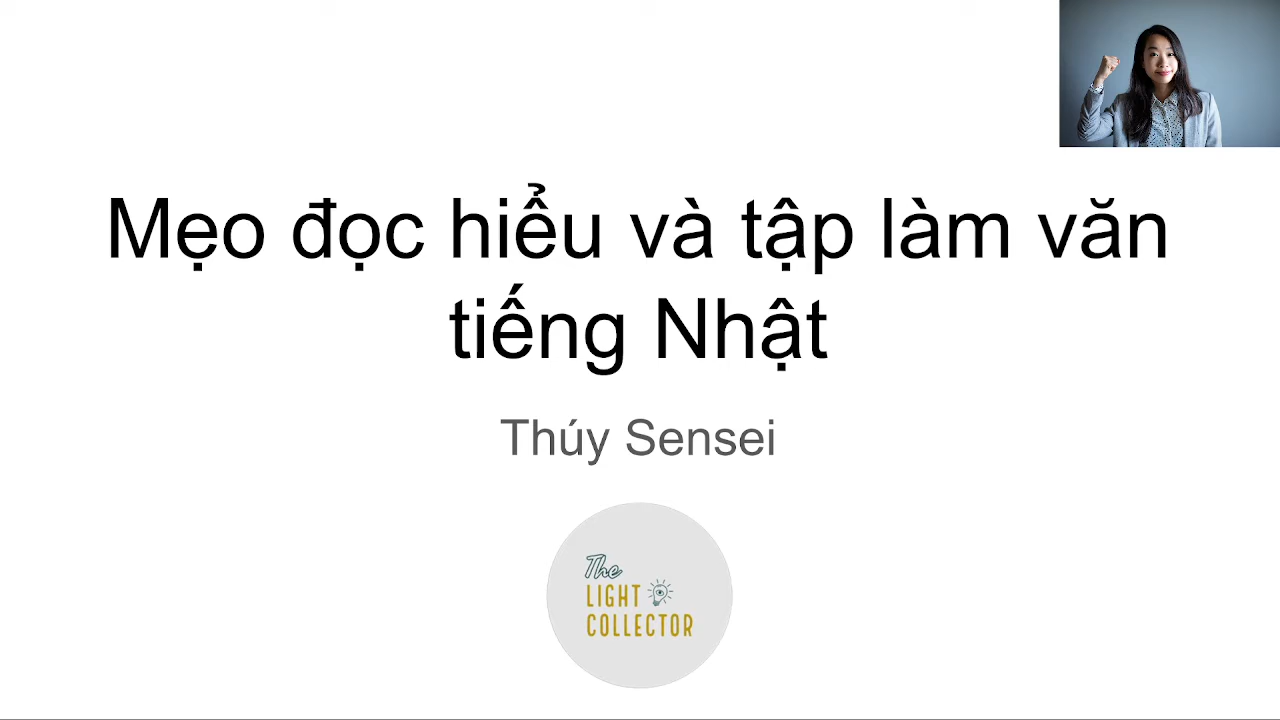 Mẹo đọc hiểu và tập làm văn
tiếng Nhật
Thúy Sensei
The
LIGHT
COLLECTOR